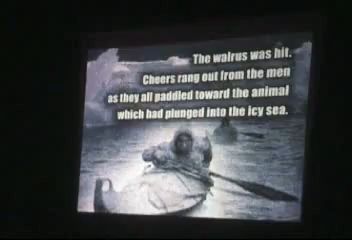 The walrus was hit.
Cheers rang out from the men
as they all paddled toward the animal
which had plunged into the icy sea.